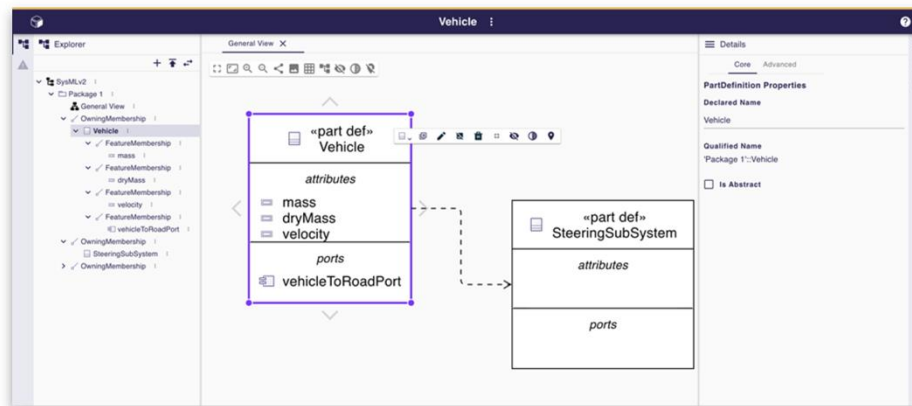 Vehicle
Explorer
SysMLv2
Package 1
General View
OwningMembership
Vehicle
FeatureMembership
mass
FeatureMembership
dryMass
FeatureMembership
velocity
FeatureMembership
vehicleToRoadPort
OwningMembership
SteeringSubSystem
OwningMembership
General View
«part def»
Vehicle
attributes
mass
dryMass
velocity
ports
vehicleToRoadPort
«part def»
SteeringSubSystem
attributes
ports
Details
Core Advanced
PartDefinition Properties
Declared Name
Vehicle
Qualified Name
'Package 1'::Vehicle
Is Abstract